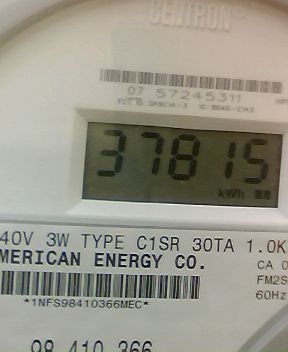 CENTRON®
07 57245311
37815
kWh
40V 3W TYPE C1SR 30TA 1.0K
MERICAN ENERGY CO.
CA 0
FM2S
60Hz
*1NFS98410366MEC*
98 410 366